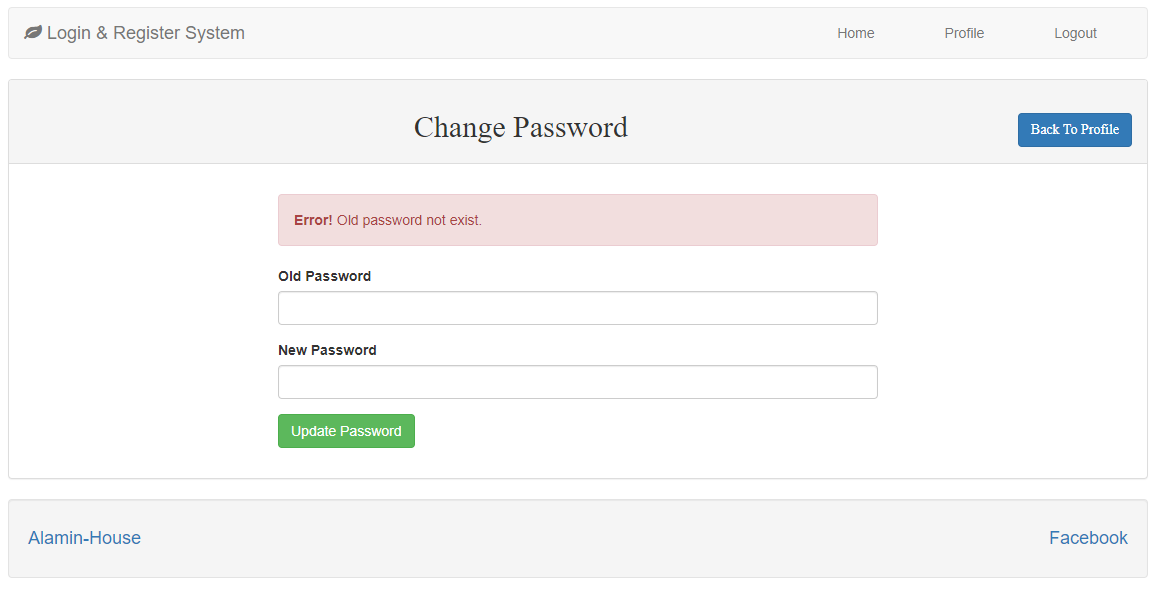 Login & Register System Home Profile Logout
Change Password
Back To Profile
Error! Old password not exist.
Old Password
New Password
Update Password
Alamin-House Facebook